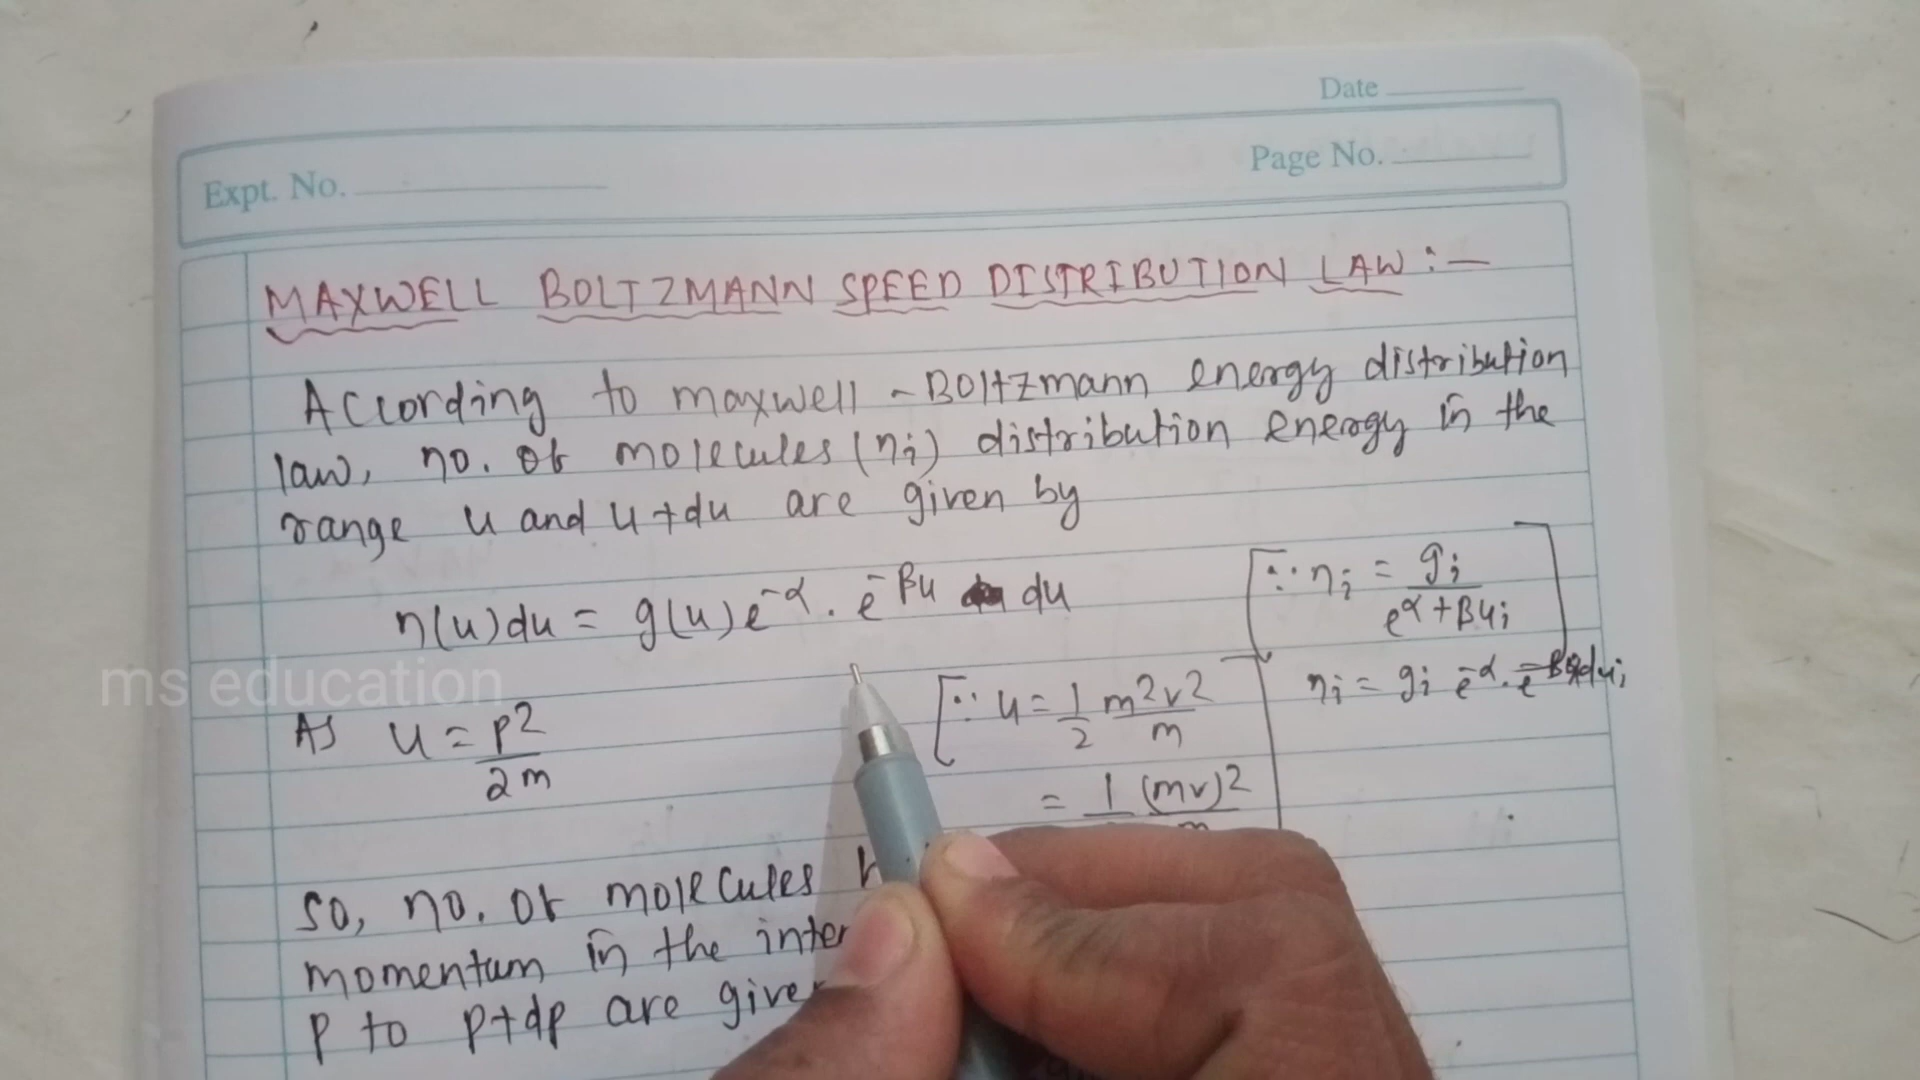 Date
Page No.
Expt. No.
MAXWELL BOLTZMANN SPEED DISTRIBUTION LAW:—
According to maxwell - Boltzmann energy distribution
law, no. of molecules (ni) distribution energy in the
range u and u+du are given by
n(u)du = g(u)e^-α . e^-βu du
[∵ ni = gi / e^α+βui ]
ni = gi e^-α . e^-βui dui
ms education
As u = p² / 2m
[∵ u = 1/2 m²v² / m
= 1 (mv)²
m
so, no. of molecules
momentum in the inter
p to p+dp are given